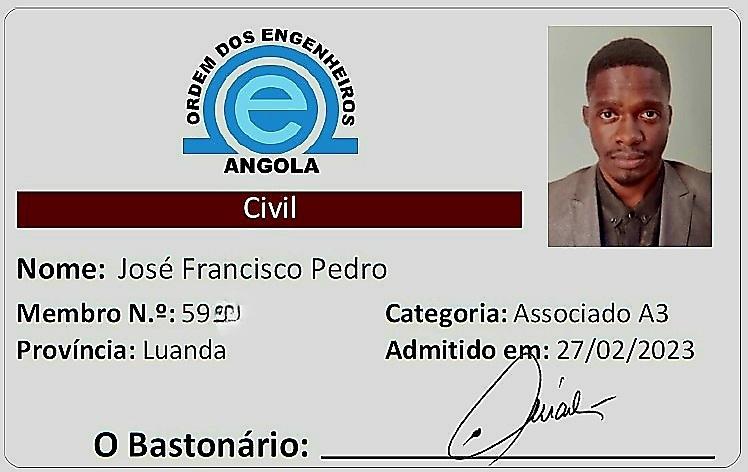 ORDEM DOS ENGENHEIROS
ANGOLA
Civil
Nome: José Francisco Pedro
Membro N.º: 59
Categoria: Associado A3
Província: Luanda
Admitido em: 27/02/2023
O Bastonário: